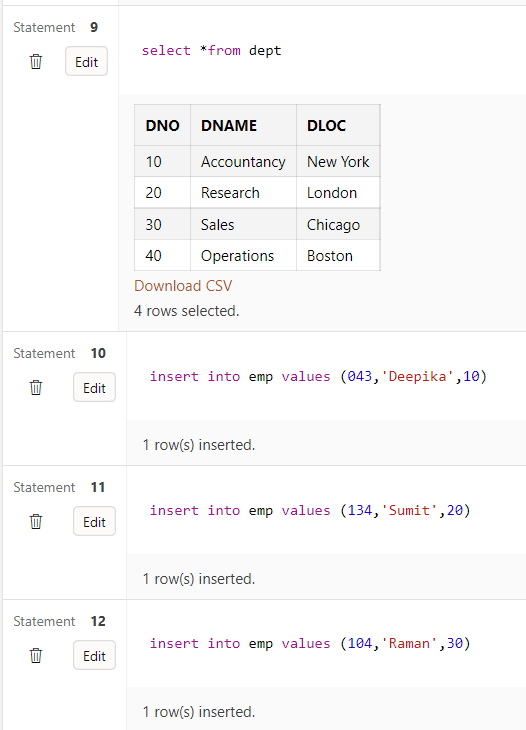 Statement 9
Edit
select *from dept
DNO DNAME DLOC
10 Accountancy New York
20 Research London
30 Sales Chicago
40 Operations Boston
Download CSV
4 rows selected.
Statement 10
Edit
insert into emp values (043,'Deepika',10)
1 row(s) inserted.
Statement 11
Edit
insert into emp values (134,'Sumit',20)
1 row(s) inserted.
Statement 12
Edit
insert into emp values (104,'Raman',30)
1 row(s) inserted.